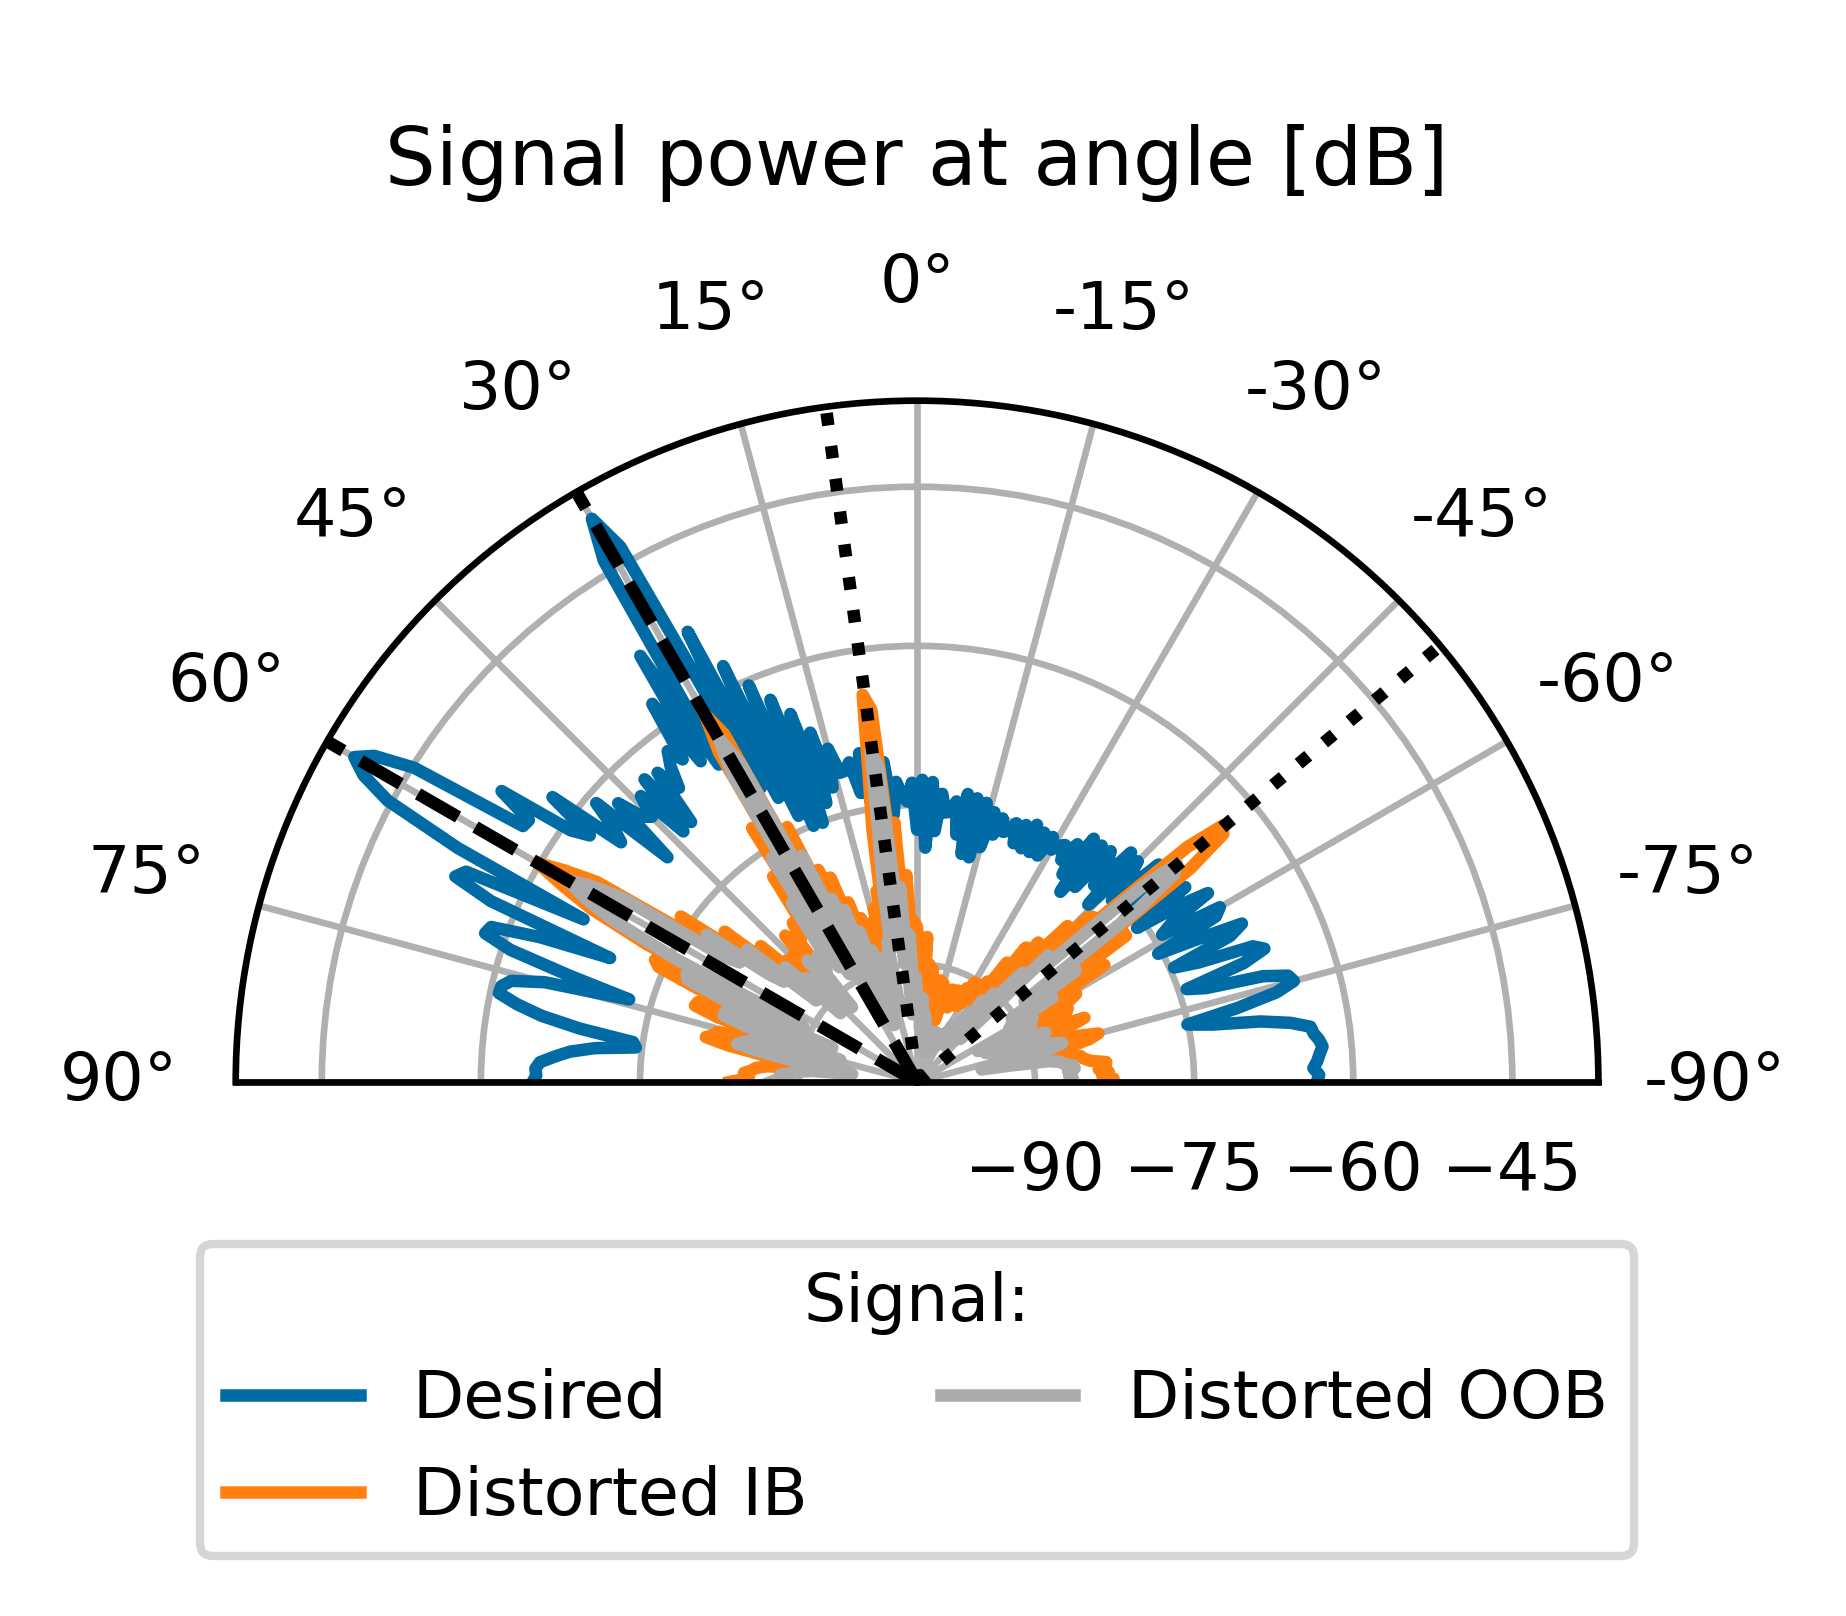 Signal power at angle [dB]
0°
15° -15°
30° -30°
45° -45°
60° -60°
75° -75°
90° -90°
−90 −75 −60 −45
Signal:
Desired Distorted OOB
Distorted IB